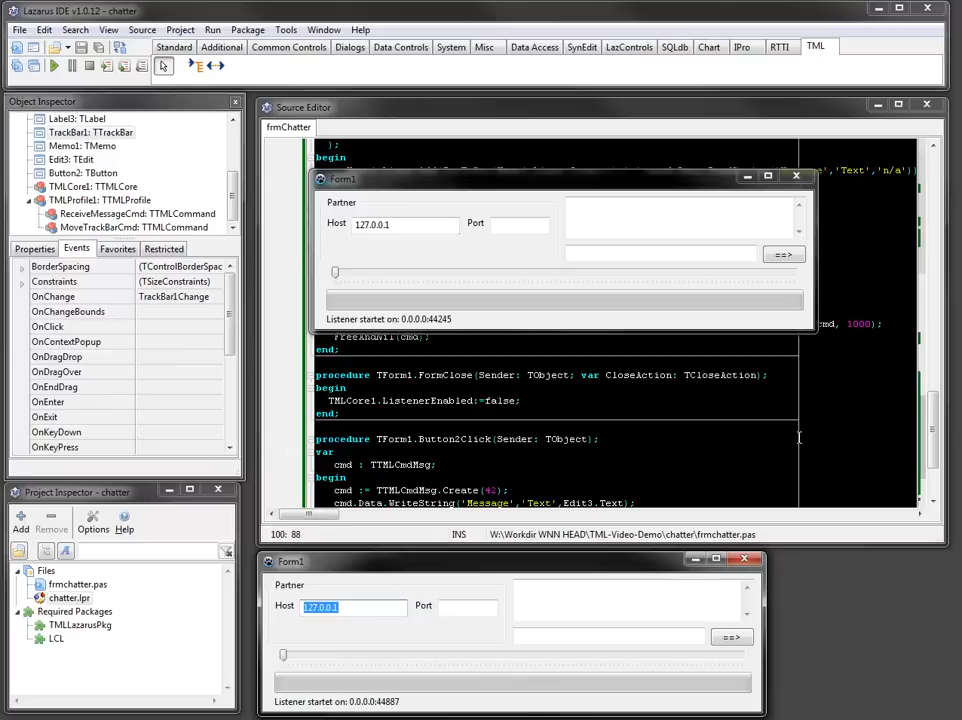 Lazarus IDE v1.0.12 - chatter
File Edit Search View Source Project Run Package Tools Window Help
Standard Additional Common Controls Dialogs Data Controls System Misc Data Access SynEdit LazControls SQLdb Chart IPro RTTI TML
Object Inspector
Label3: TLabel
TrackBar1: TTrackBar
Memo1: TMemo
Edit3: TEdit
Button2: TButton
TMLCore1: TTMLCore
TMLProfile1: TTMLProfile
ReceiveMessageCmd: TTMLCommand
MoveTrackBarCmd: TTMLCommand
Properties Events Favorites Restricted
BorderSpacing (TControlBorderSpac
Constraints (TSizeConstraints)
OnChange TrackBar1Change
OnChangeBounds
OnClick
OnContextPopup
OnDragDrop
OnDragOver
OnEndDrag
OnEnter
OnExit
OnKeyDown
OnKeyPress
Project Inspector - chatter
Add Remove Options Help
Files
frmchatter.pas
chatter.lpr
Required Packages
TMLLazarusPkg
LCL
Source Editor
frmChatter
);
begin
','Text','n/a'))
Form1
Partner
Host 127.0.0.1 Port
==>
Listener startet on: 0.0.0.0:44245
cmd, 1000);
FreeAndNil(cmd);
end;
procedure TForm1.FormClose(Sender: TObject; var CloseAction: TCloseAction);
begin
TMLCore1.ListenerEnabled:=false;
end;
procedure TForm1.Button2Click(Sender: TObject);
var
cmd : TTMLCmdMsg;
begin
cmd := TTMLCmdMsg.Create(42);
cmd.Data.WriteString('Message','Text',Edit3.Text);
100: 88 INS W:\Workdir WNN HEAD\TML-Video-Demo\chatter\frmchatter.pas
Form1
Partner
Host 127.0.0.1 Port
==>
Listener startet on: 0.0.0.0:44887